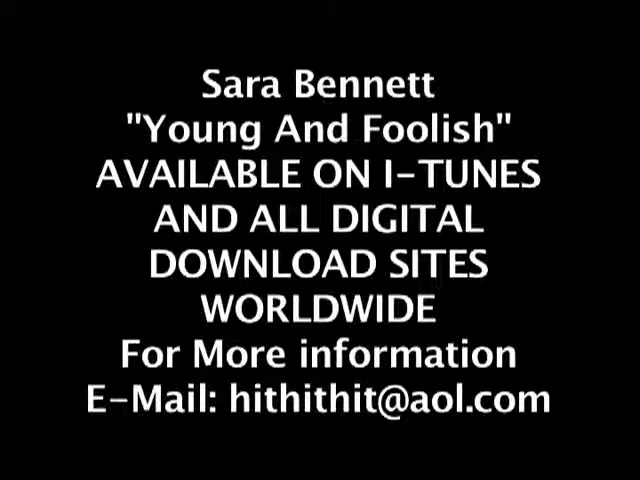 Sara Bennett
"Young And Foolish"
AVAILABLE ON I-TUNES
AND ALL DIGITAL
DOWNLOAD SITES
WORLDWIDE
For More information
E-Mail: hithithit@aol.com